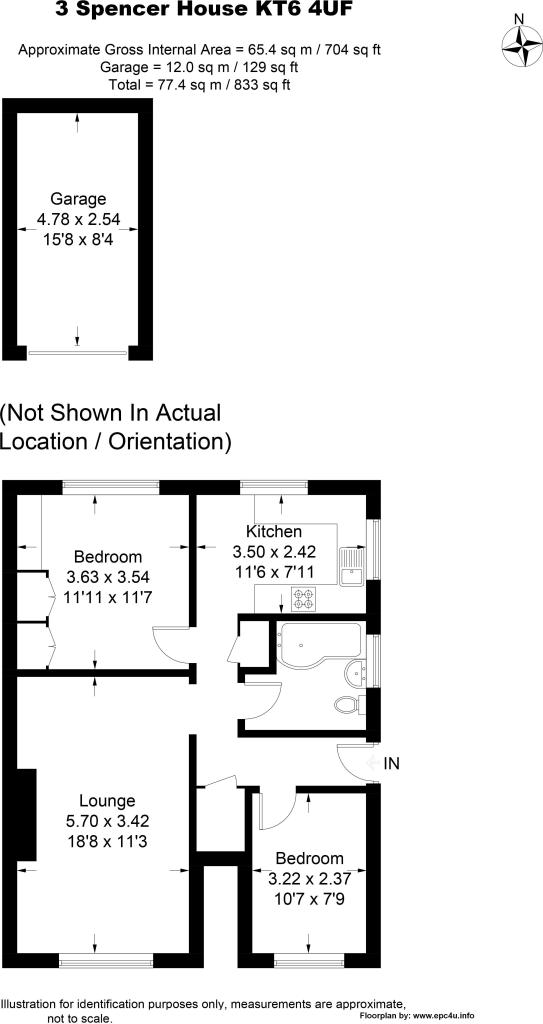 3 Spencer House KT6 4UF
N
Approximate Gross Internal Area = 65.4 sq m / 704 sq ft
Garage = 12.0 sq m / 129 sq ft
Total = 77.4 sq m / 833 sq ft
Garage
4.78 x 2.54
15'8 x 8'4
(Not Shown In Actual
Location / Orientation)
Kitchen
3.50 x 2.42
11'6 x 7'11
Bedroom
3.63 x 3.54
11'11 x 11'7
IN
Lounge
5.70 x 3.42
18'8 x 11'3
Bedroom
3.22 x 2.37
10'7 x 7'9
Illustration for identification purposes only, measurements are approximate,
not to scale.
Floorplan by: www.epc4u.info